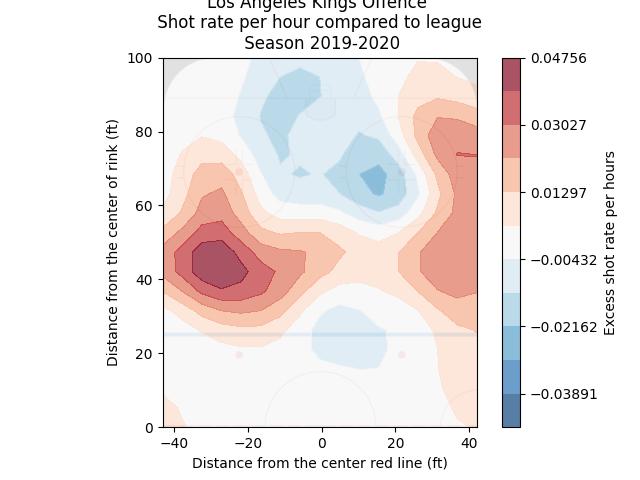 Los Angeles Kings Offence
Shot rate per hour compared to league
Season 2019-2020
100
80
60
40
20
0
Distance from the center of rink (ft)
−40
−20
0
20
40
Distance from the center red line (ft)
0.04756
0.03027
0.01297
−0.00432
−0.02162
−0.03891
Excess shot rate per hours